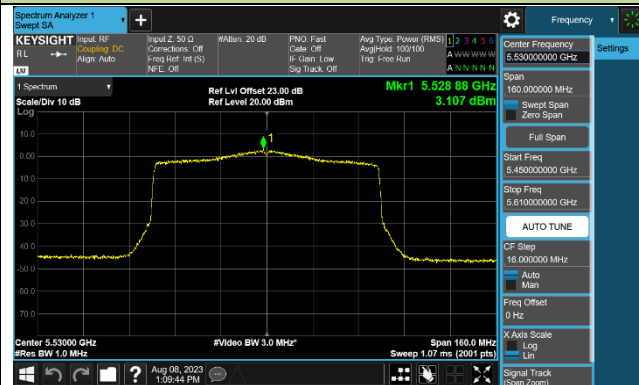 Spectrum Analyzer 1
Swept SA
+
Frequency
KEYSIGHT
RL
LXI
Input: RF
Coupling: DC
Align: Auto
Input Z: 50 Ω
Corrections: Off
Freq Ref: Int (S)
NFE: Off
#Atten: 20 dB
PNO: Fast
Gate: Off
IF Gain: Low
Sig Track: Off
Avg Type: Power (RMS)
Avg|Hold: 100/100
Trig: Free Run
1 2 3 4 5 6
A W W W W W
A N N N N N
1 Spectrum
Scale/Div 10 dB
Log
Ref Lvl Offset 23.00 dB
Ref Level 20.00 dBm
Mkr1 5.528 88 GHz
3.107 dBm
1
10.0
0.00
-10.0
-20.0
-30.0
-40.0
-50.0
-60.0
-70.0
Center 5.53000 GHz
#Res BW 1.0 MHz
#Video BW 3.0 MHz*
Span 160.0 MHz
Sweep 1.07 ms (2001 pts)
Aug 08, 2023
1:09:44 PM
?
Center Frequency
5.530000000 GHz
Span
160.000000 MHz
Swept Span
Zero Span
Full Span
Start Freq
5.450000000 GHz
Stop Freq
5.610000000 GHz
AUTO TUNE
CF Step
16.000000 MHz
Auto
Man
Freq Offset
0 Hz
X Axis Scale
Log
Lin
Signal Track
(Span Zoom)
Settings